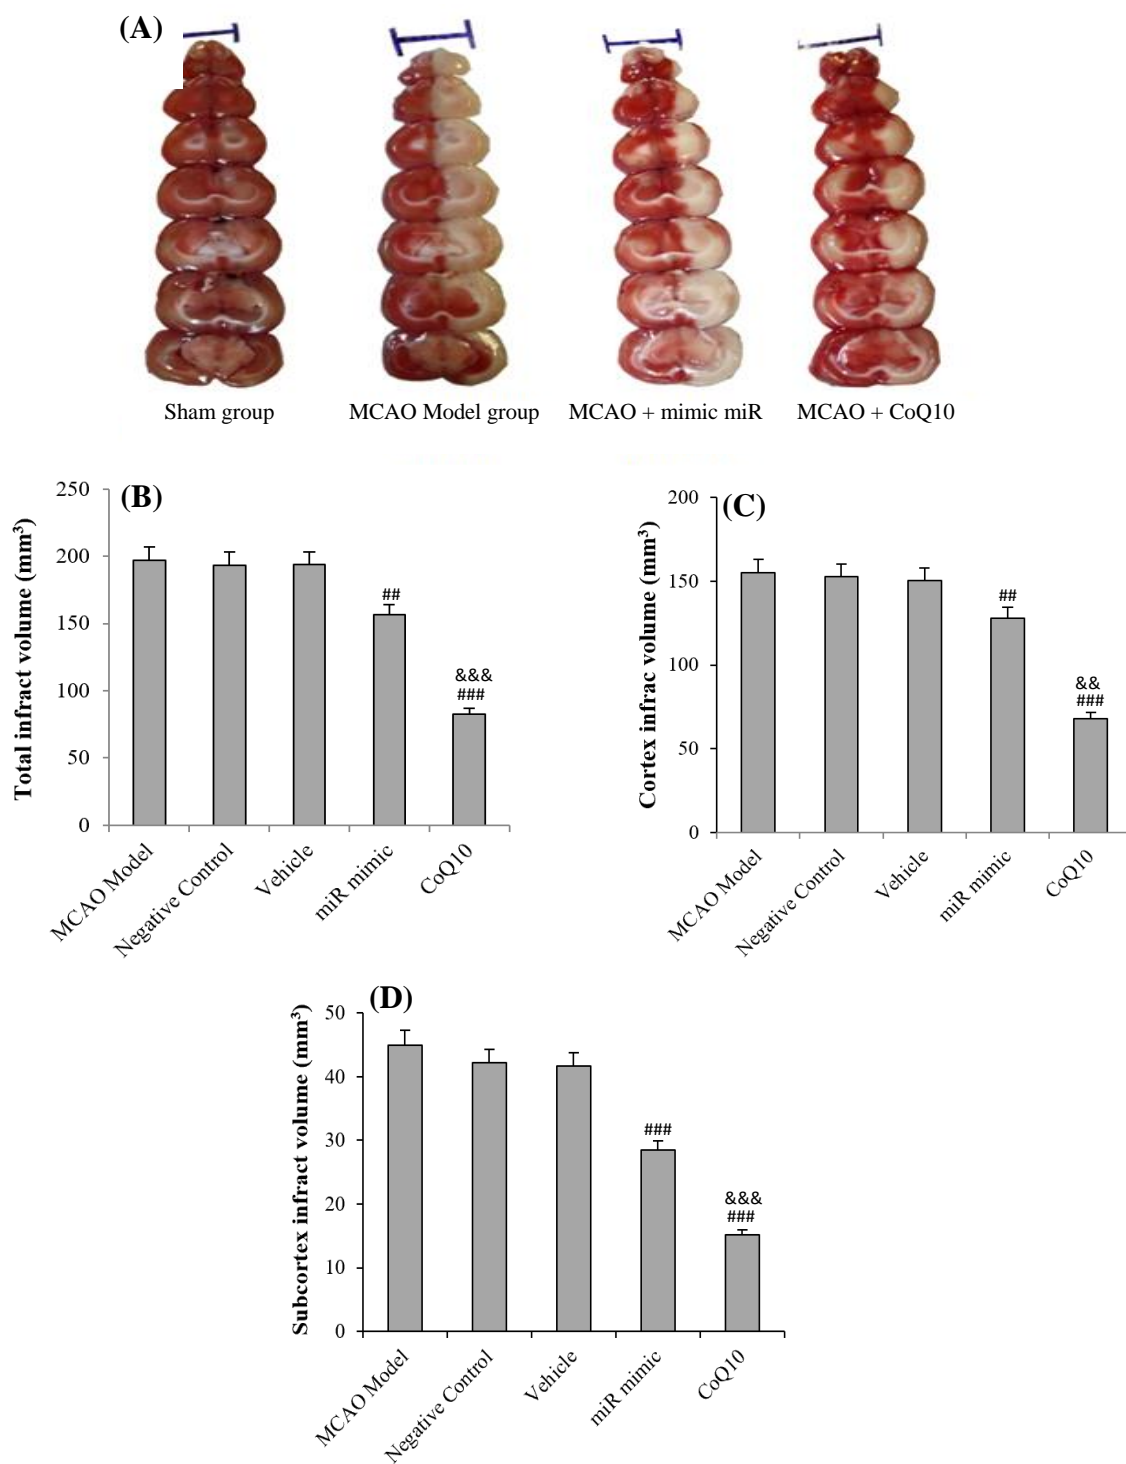 (A)
Sham group
MCAO Model group
MCAO + mimic miR
MCAO + CoQ10
(B)
Total infract volume (mm³)
250
200
150
100
50
0
##
&&&
###
MCAO Model
Negative Control
Vehicle
miR mimic
CoQ10
(C)
Cortex infrac volume (mm³)
200
150
100
50
0
##
&&
###
MCAO Model
Negative Control
Vehicle
miR mimic
CoQ10
(D)
Subcortex infract volume (mm³)
50
40
30
20
10
0
###
&&&
###
MCAO Model
Negative Control
Vehicle
miR mimic
CoQ10